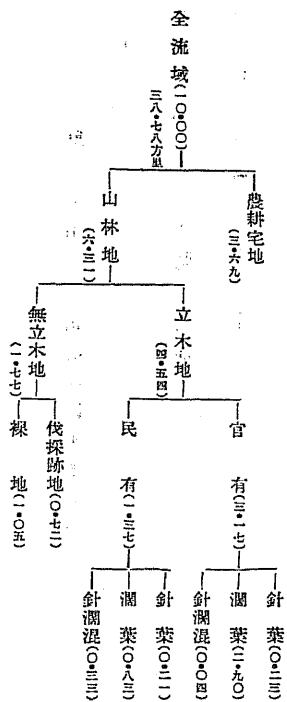 全流域(一〇・〇〇)
三八・七八方里
農耕宅地
(三・六九)
山林地
(六・三一)
立木地
(四・五四)
無立木地
(一・七七)
官有(三・一七)
民有(一・三七)
伐採跡地(〇・七二)
裸地(一・〇五)
針葉(〇・二三)
濶葉(二・九〇)
針濶混(〇・〇四)
針葉(〇・二一)
濶葉(〇・八三)
針濶混(〇・三三)